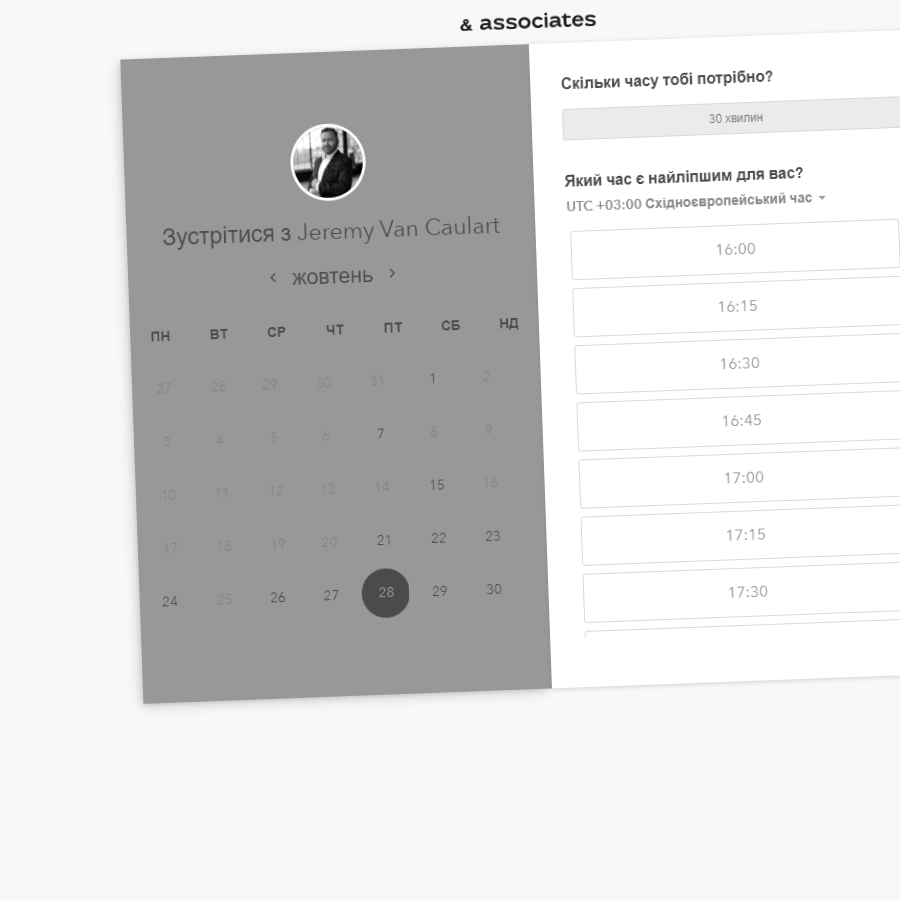 & associates
Зустрітися з Jeremy Van Caulart
жовтень
ПН ВТ СР ЧТ ПТ СБ НД
27 28 29 30 31 1 2
3 4 5 6 7 8 9
10 11 12 13 14 15 16
17 18 19 20 21 22 23
24 25 26 27 28 29 30
Скільки часу тобі потрібно?
30 хвилин
Який час є найліпшим для вас?
UTC +03:00 Східноєвропейський час
16:00
16:15
16:30
16:45
17:00
17:15
17:30